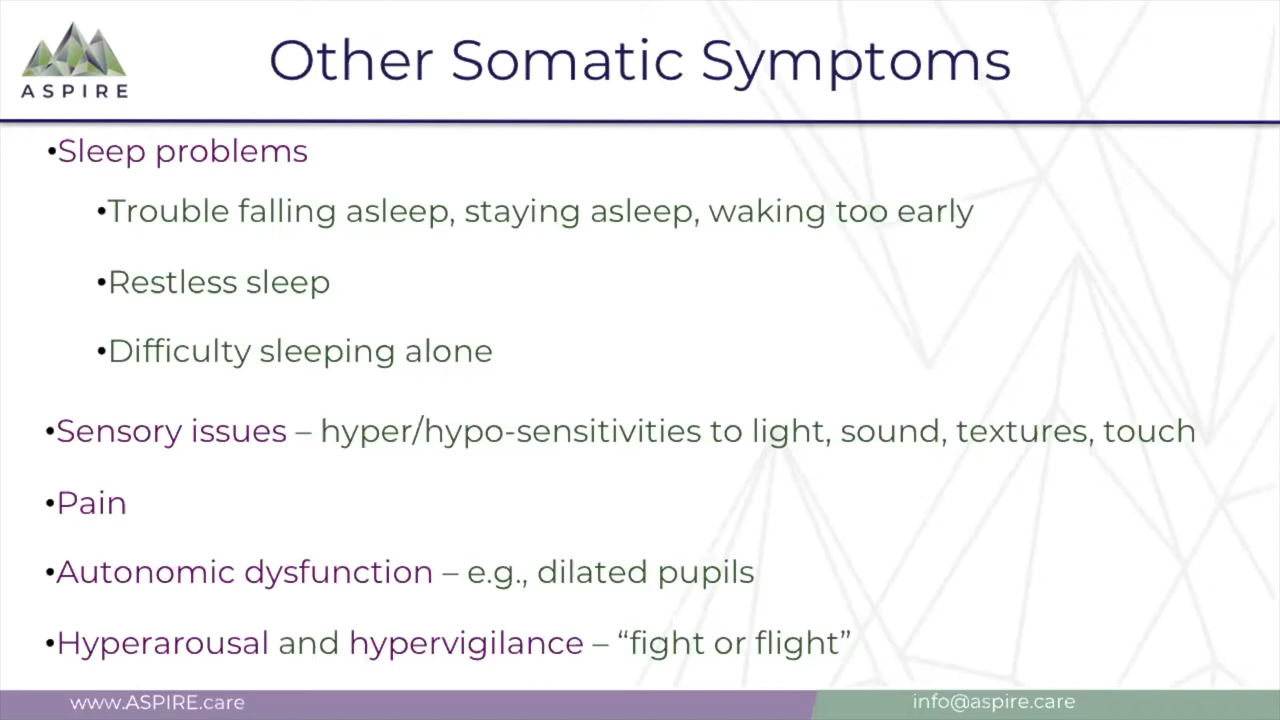 ASPIRE
Other Somatic Symptoms
•Sleep problems
•Trouble falling asleep, staying asleep, waking too early
•Restless sleep
•Difficulty sleeping alone
•Sensory issues – hyper/hypo-sensitivities to light, sound, textures, touch
•Pain
•Autonomic dysfunction – e.g., dilated pupils
•Hyperarousal and hypervigilance – “fight or flight”
www.ASPIRE.care
info@aspire.care